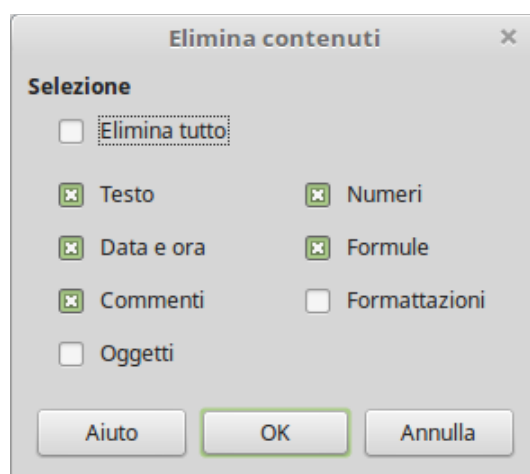 Elimina contenuti
Selezione
Elimina tutto
Testo Numeri
Data e ora Formule
Commenti Formattazioni
Oggetti
Aiuto OK Annulla